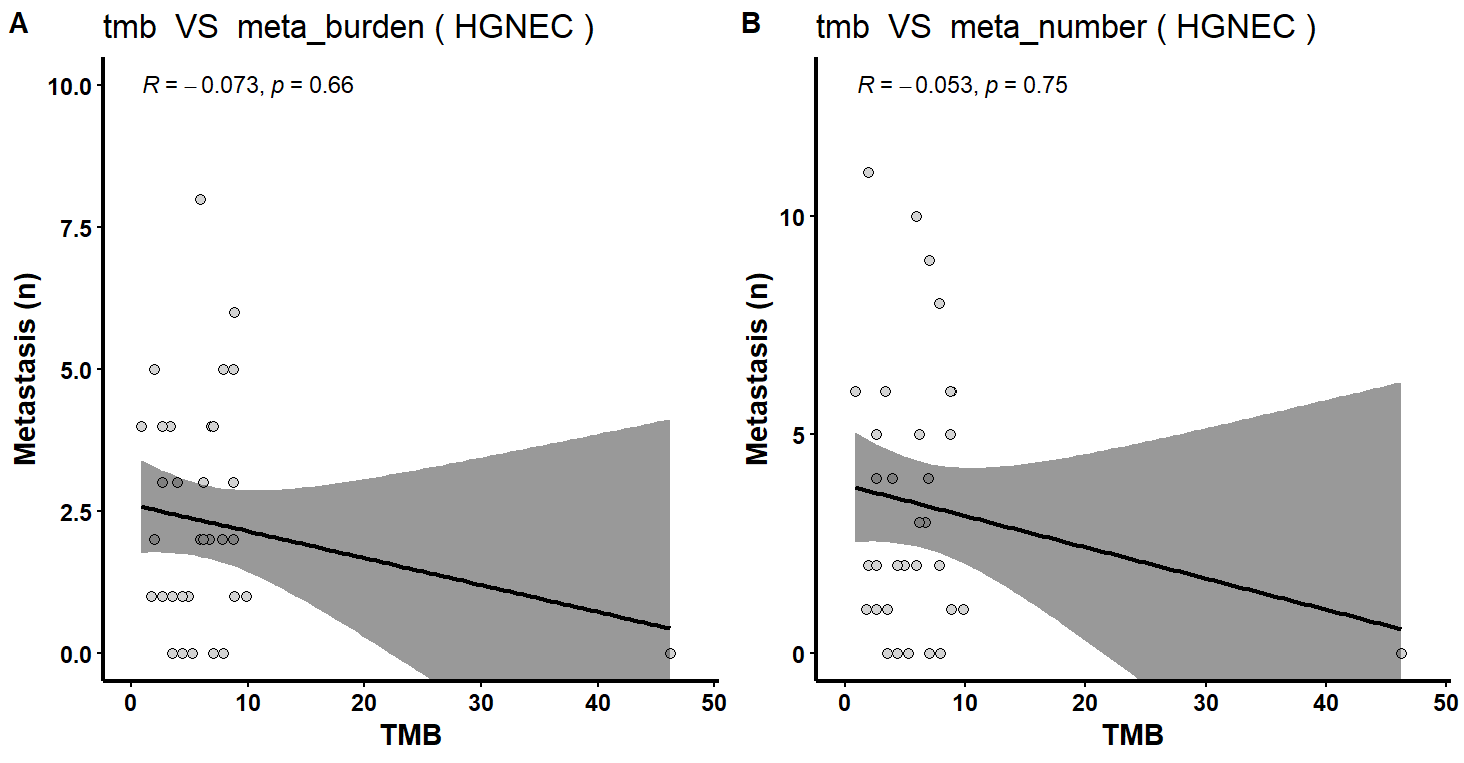 A
tmb VS meta_burden ( HGNEC )
R = − 0.073, p = 0.66
Metastasis (n)
10.0
7.5
5.0
2.5
0.0
0 10 20 30 40 50
TMB
B
tmb VS meta_number ( HGNEC )
R = − 0.053, p = 0.75
Metastasis (n)
10
5
0
0 10 20 30 40 50
TMB